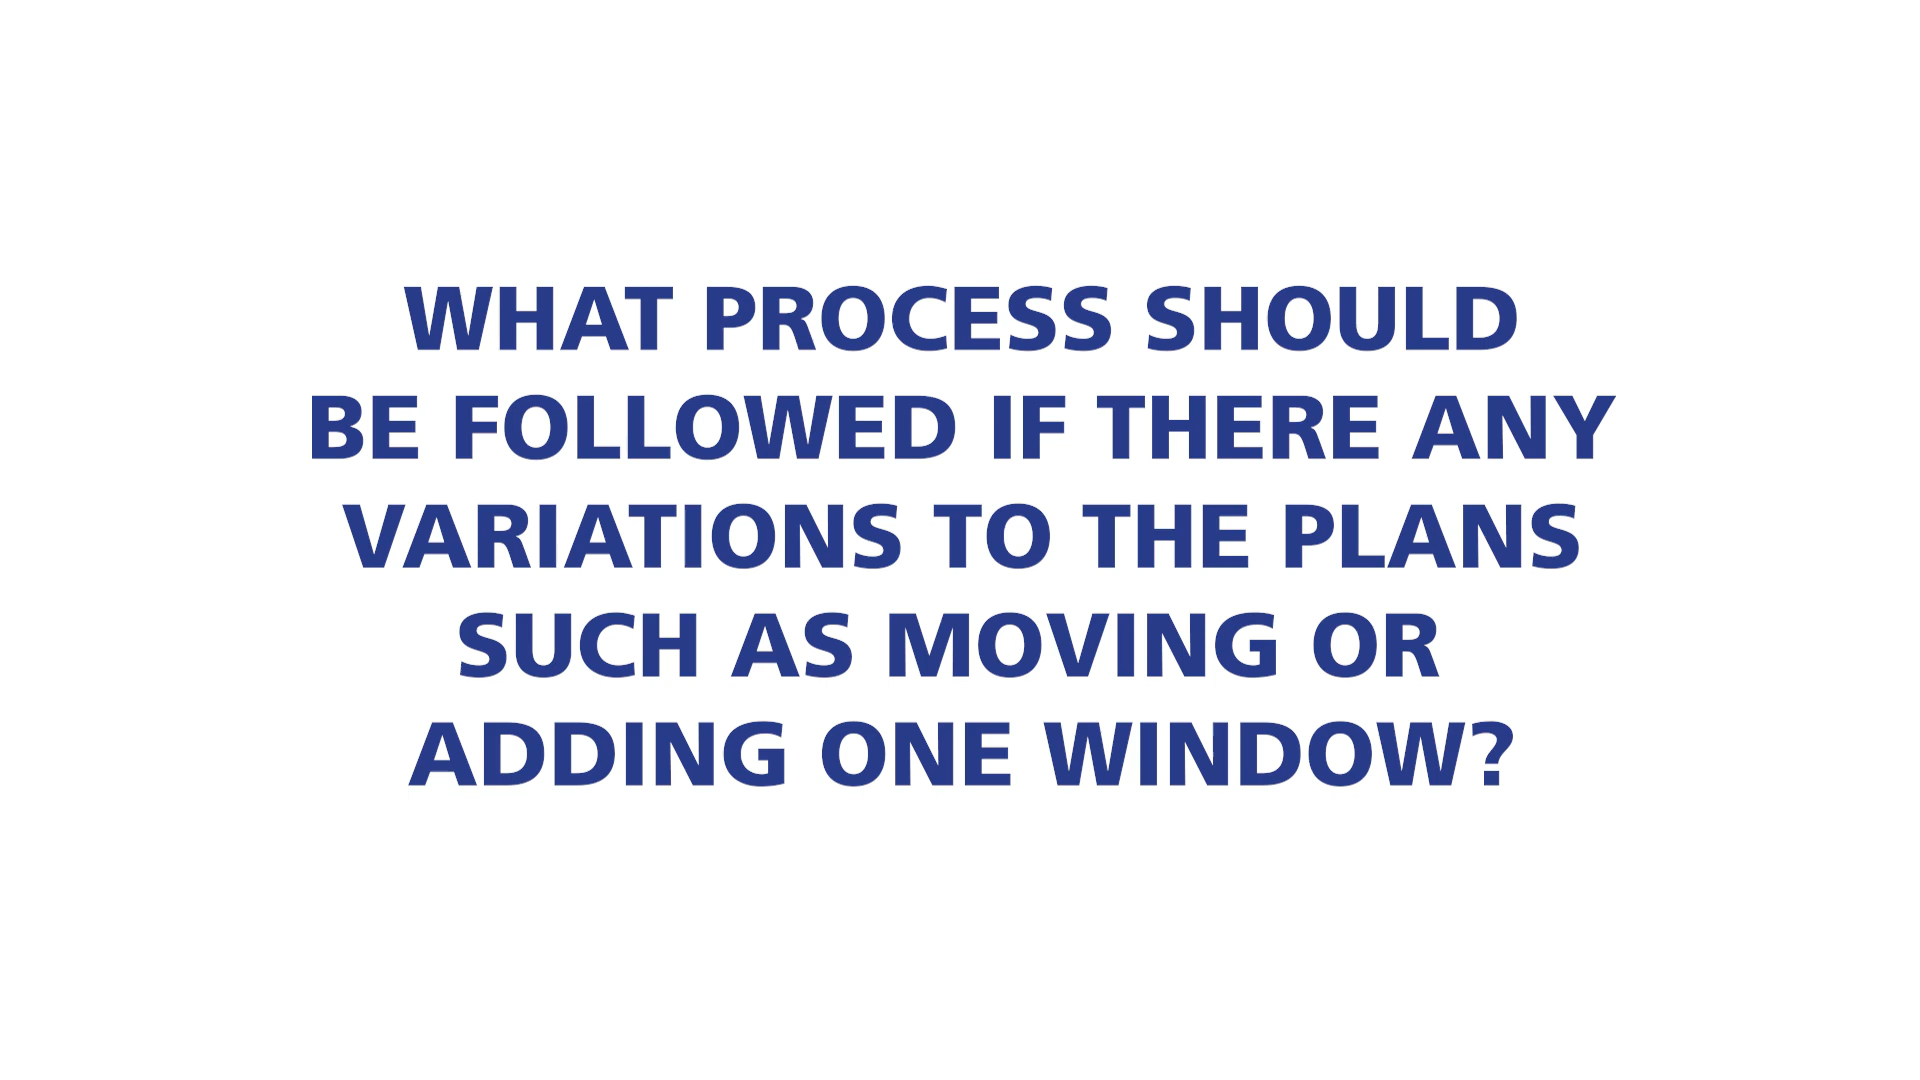 WHAT PROCESS SHOULD
BE FOLLOWED IF THERE ANY
VARIATIONS TO THE PLANS
SUCH AS MOVING OR
ADDING ONE WINDOW?